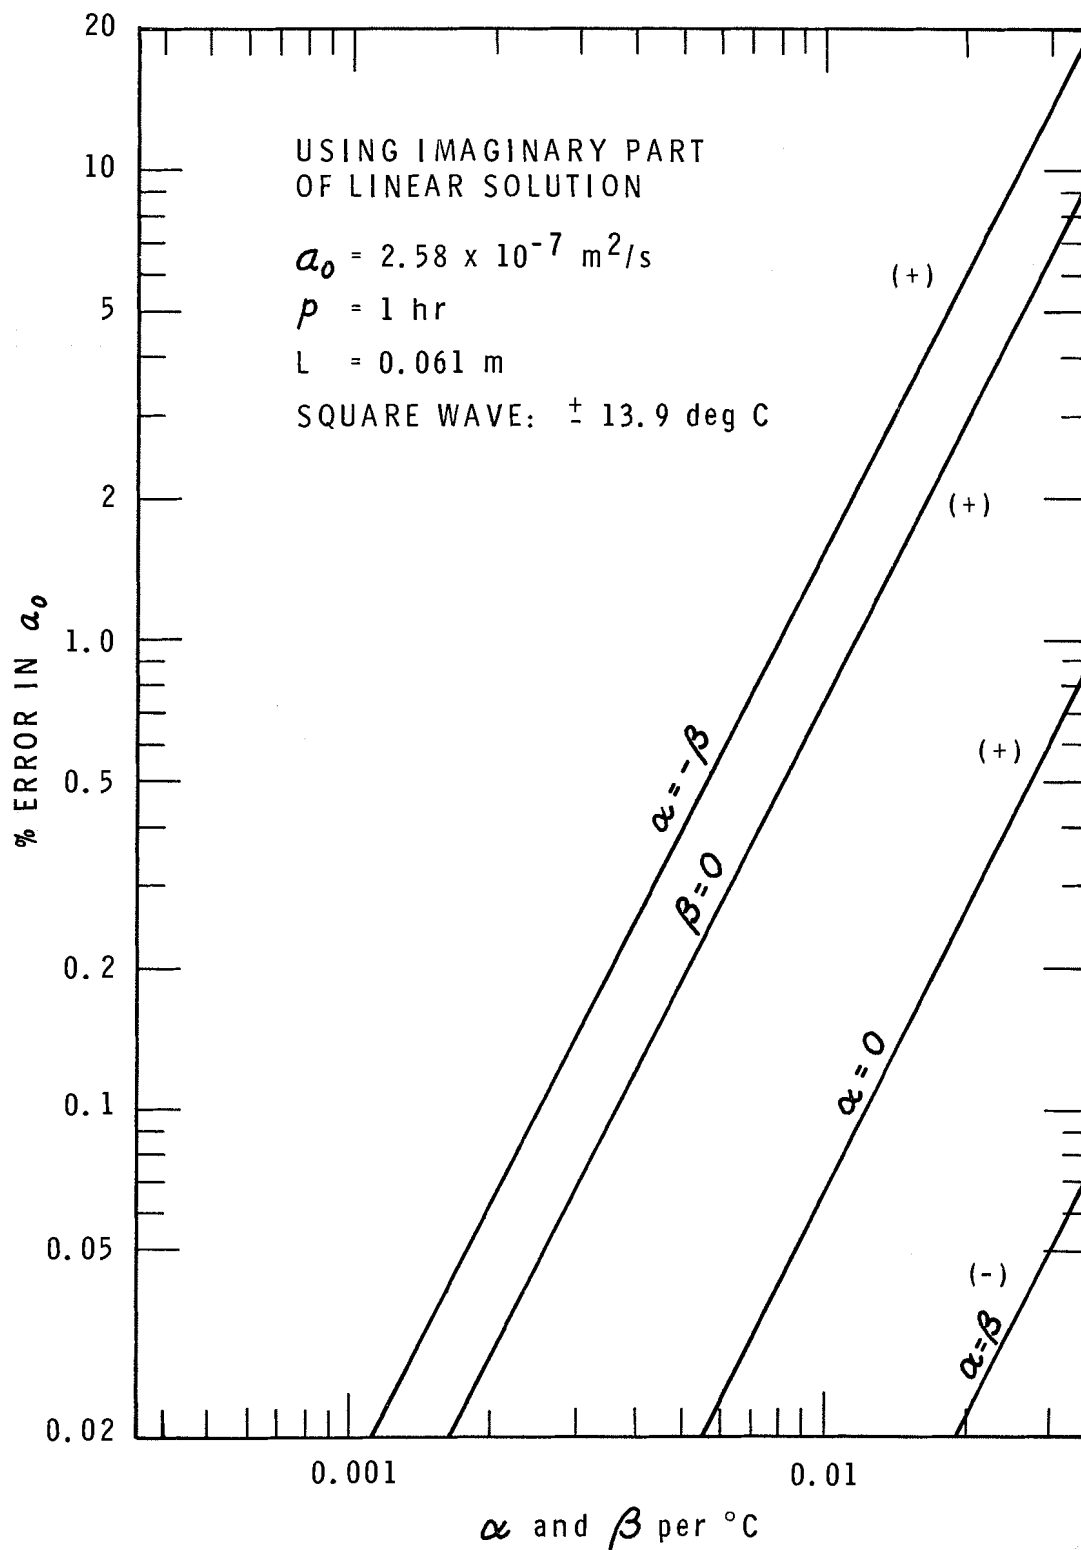 20
10
5
2
1.0
0.5
0.2
0.1
0.05
0.02
% ERROR IN a₀
USING IMAGINARY PART
OF LINEAR SOLUTION
a₀ = 2.58 x 10⁻⁷ m²/s
p = 1 hr
L = 0.061 m
SQUARE WAVE: ± 13.9 deg C
(+)
(+)
(+)
(-)
α = -β
β = 0
α = 0
α = β
0.001
0.01
α and β per °C